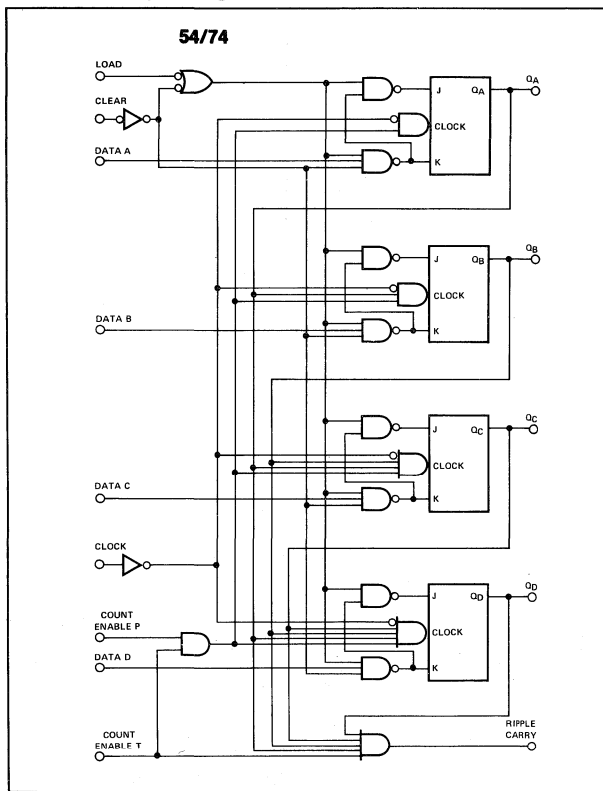 54/74
LOAD
CLEAR
DATA A
J QA
CLOCK
K
QA
DATA B
J QB
CLOCK
K
QB
DATA C
J QC
CLOCK
K
QC
CLOCK
COUNT
ENABLE P
DATA D
J QD
CLOCK
K
QD
COUNT
ENABLE T
RIPPLE
CARRY